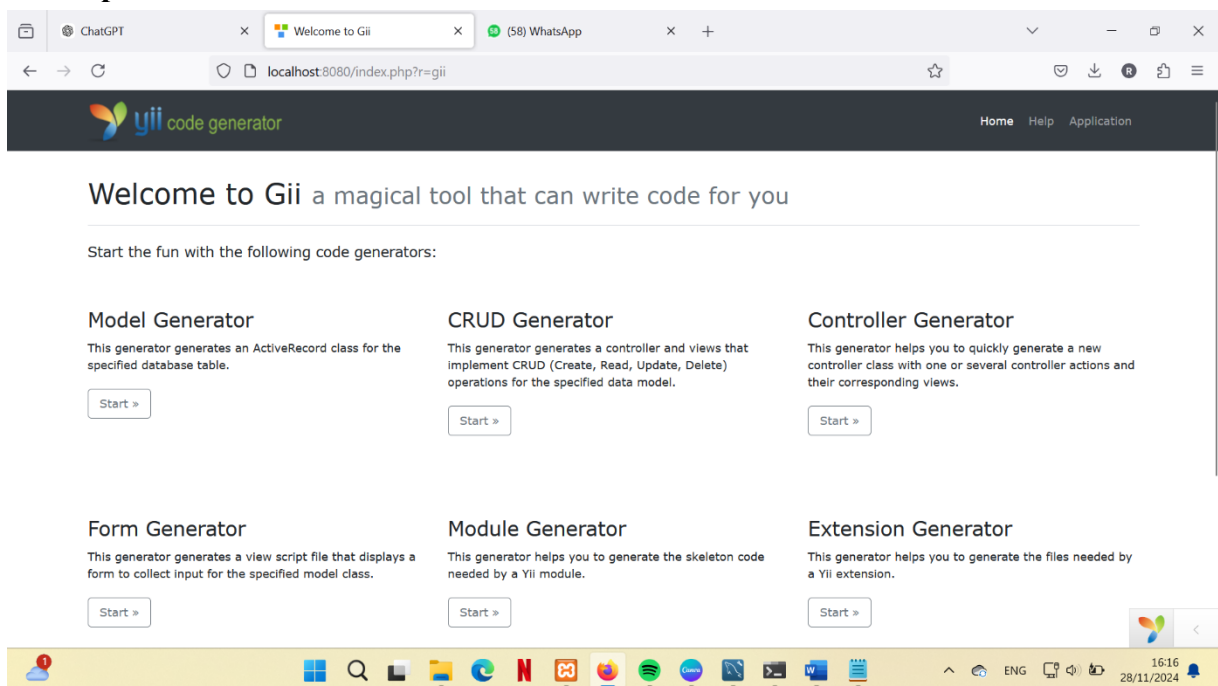 ChatGPT
Welcome to Gii
(58) WhatsApp
localhost:8080/index.php?r=gii
R
yii code generator
Home Help Application
Welcome to Gii a magical tool that can write code for you
Start the fun with the following code generators:
Model Generator
This generator generates an ActiveRecord class for the
specified database table.
Start »
CRUD Generator
This generator generates a controller and views that
implement CRUD (Create, Read, Update, Delete)
operations for the specified data model.
Start »
Controller Generator
This generator helps you to quickly generate a new
controller class with one or several controller actions and
their corresponding views.
Start »
Form Generator
This generator generates a view script file that displays a
form to collect input for the specified model class.
Start »
Module Generator
This generator helps you to generate the skeleton code
needed by a Yii module.
Start »
Extension Generator
This generator helps you to generate the files needed by
a Yii extension.
Start »
1
ENG
16:16
28/11/2024